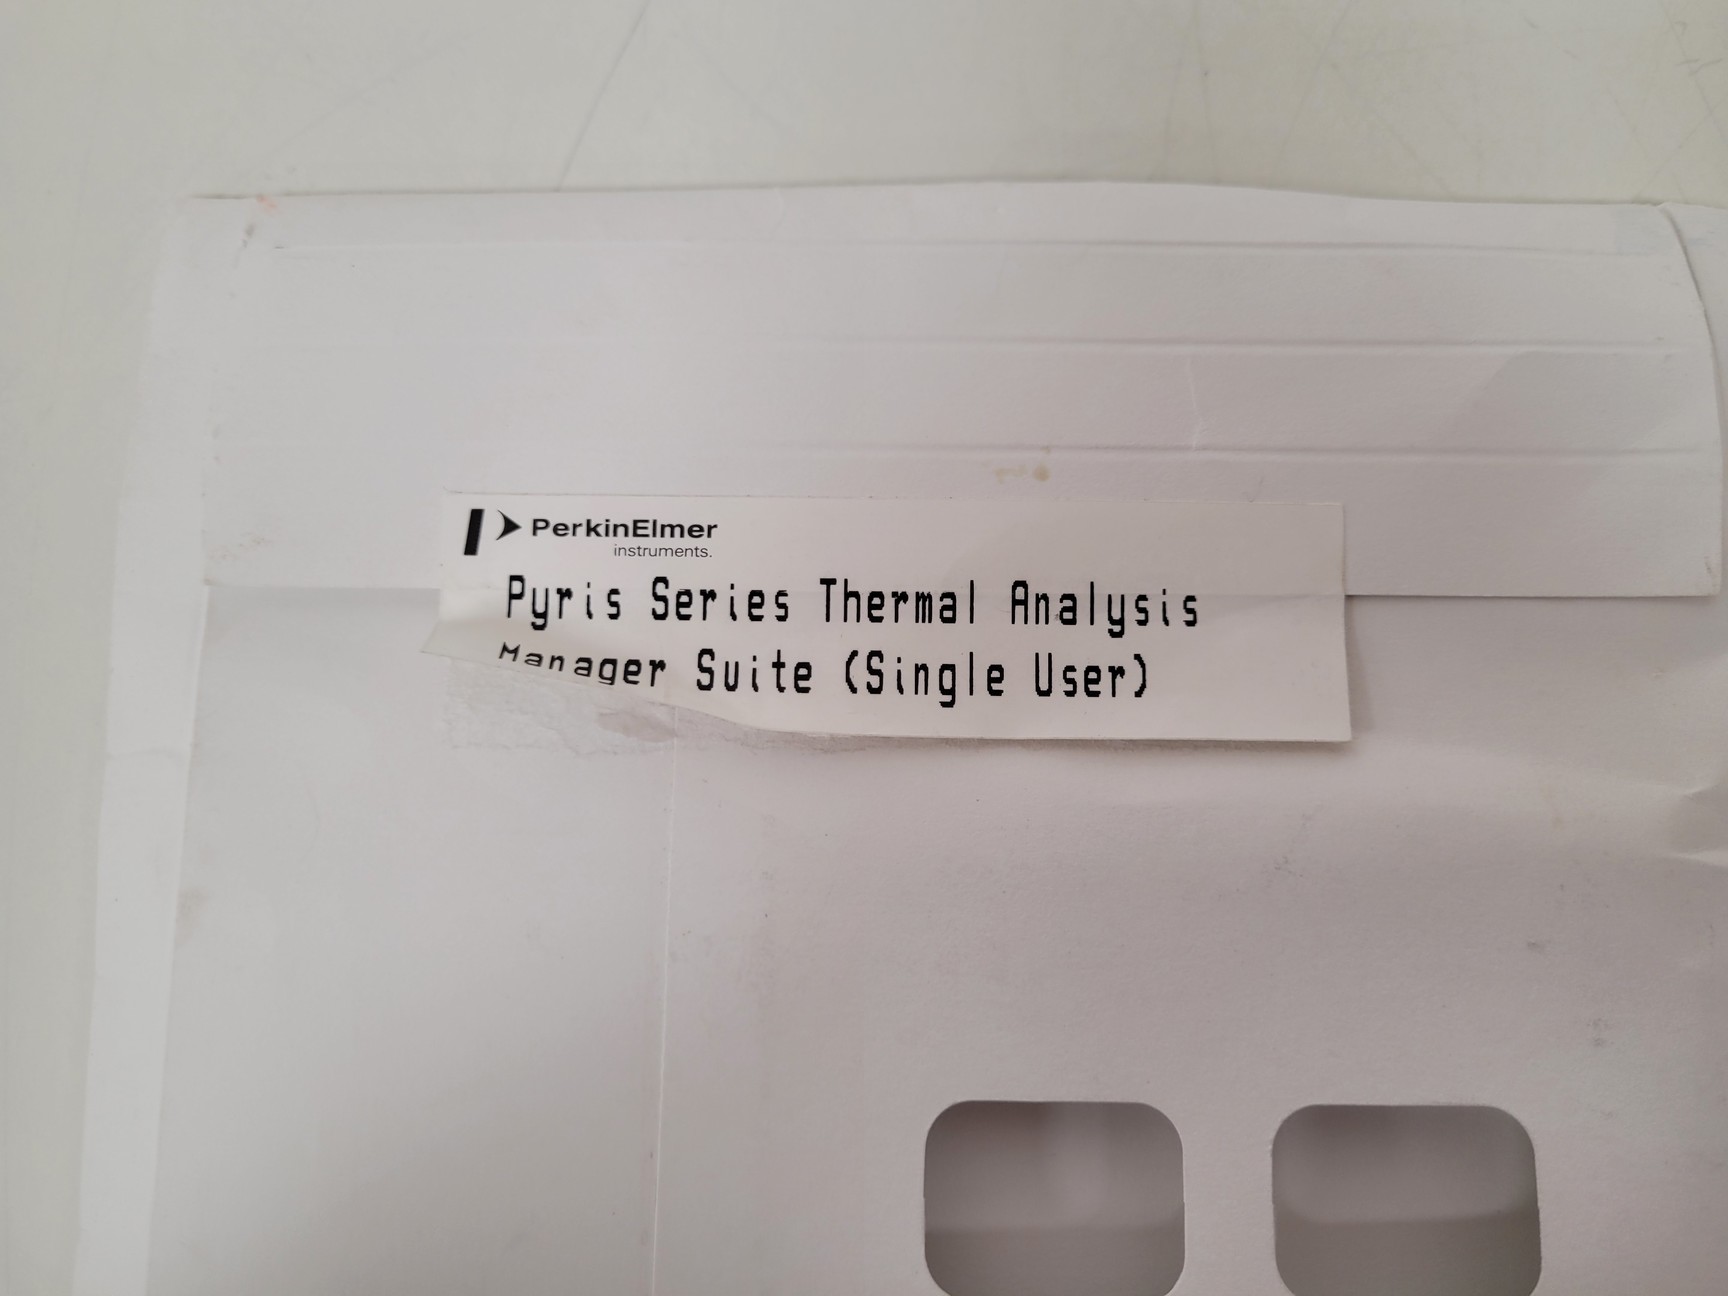 PerkinElmer
instruments.
Pyris Series Thermal Analysis
Manager Suite (Single User)